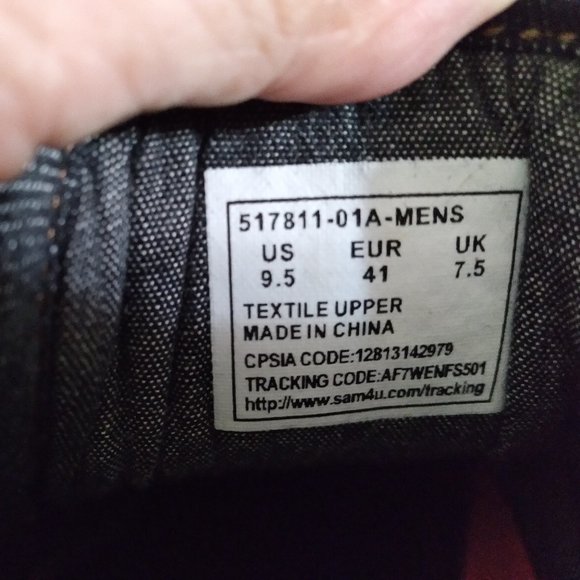 517811-01A-MENS
US EUR UK
9.5 41 7.5
TEXTILE UPPER
MADE IN CHINA
CPSIA CODE:12813142979
TRACKING CODE:AF7WENFS501
http://www.sam4u.com/tracking